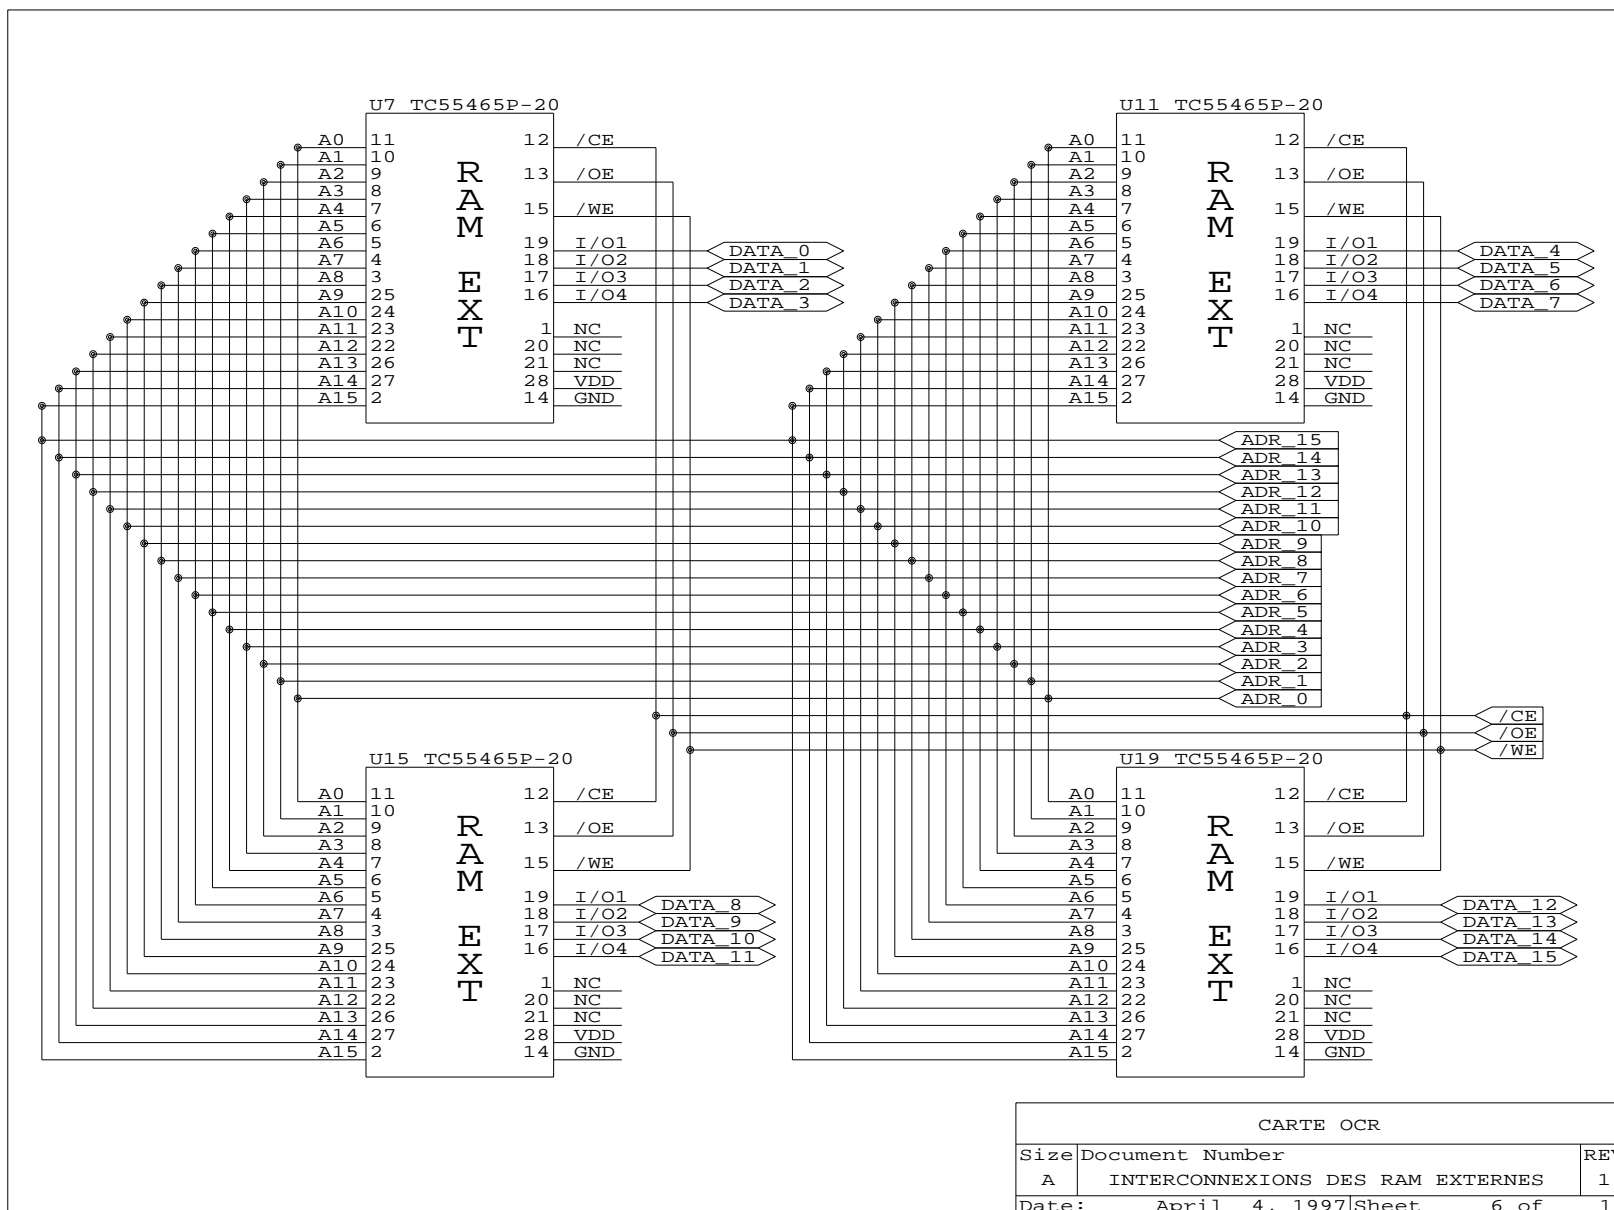 U7 TC55465P-20
A0 11 12 /CE
A1 10
A2 9 13 /OE
A3 8
A4 7 15 /WE
A5 6
A6 5 19 I/O1 DATA_0
A7 4 18 I/O2 DATA_1
A8 3 17 I/O3 DATA_2
A9 25 16 I/O4 DATA_3
A10 24
A11 23 1 NC
A12 22 20 NC
A13 26 21 NC
A14 27 28 VDD
A15 2 14 GND
RAM EXT
U11 TC55465P-20
A0 11 12 /CE
A1 10
A2 9 13 /OE
A3 8
A4 7 15 /WE
A5 6
A6 5 19 I/O1 DATA_4
A7 4 18 I/O2 DATA_5
A8 3 17 I/O3 DATA_6
A9 25 16 I/O4 DATA_7
A10 24
A11 23 1 NC
A12 22 20 NC
A13 26 21 NC
A14 27 28 VDD
A15 2 14 GND
RAM EXT
ADR_15
ADR_14
ADR_13
ADR_12
ADR_11
ADR_10
ADR_9
ADR_8
ADR_7
ADR_6
ADR_5
ADR_4
ADR_3
ADR_2
ADR_1
ADR_0
/CE
/OE
/WE
U15 TC55465P-20
A0 11 12 /CE
A1 10
A2 9 13 /OE
A3 8
A4 7 15 /WE
A5 6
A6 5 19 I/O1 DATA_8
A7 4 18 I/O2 DATA_9
A8 3 17 I/O3 DATA_10
A9 25 16 I/O4 DATA_11
A10 24
A11 23 1 NC
A12 22 20 NC
A13 26 21 NC
A14 27 28 VDD
A15 2 14 GND
RAM EXT
U19 TC55465P-20
A0 11 12 /CE
A1 10
A2 9 13 /OE
A3 8
A4 7 15 /WE
A5 6
A6 5 19 I/O1 DATA_12
A7 4 18 I/O2 DATA_13
A8 3 17 I/O3 DATA_14
A9 25 16 I/O4 DATA_15
A10 24
A11 23 1 NC
A12 22 20 NC
A13 26 21 NC
A14 27 28 VDD
A15 2 14 GND
RAM EXT
CARTE OCR
Size Document Number RE
A INTERCONNEXIONS DES RAM EXTERNES 1
Date: April 4, 1997 Sheet 6 of 1